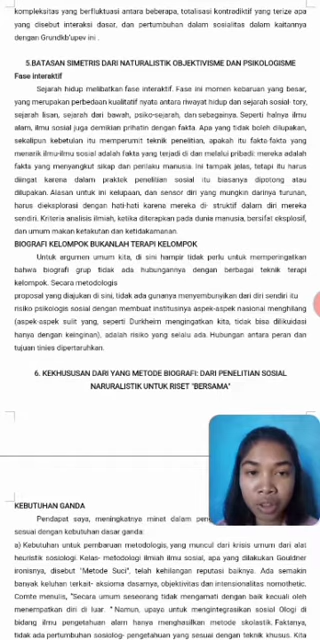 kompleksitas yang berfluktuasi antara beberapa, totalisasi kontradiktif yang terize apa
yang disebut interaksi dasar, dan pertumbuhan dalam sosialitas dalam kaitannya
dengan Grundkb'upev ini .
5.BATASAN SIMETRIS DARI NATURALISTIK OBJEKTIVISME DAN PSIKOLOGISME
Fase interaktif
Sejarah hidup melibatkan fase interaktif. Fase ini momen kebaruan yang besar,
yang merupakan perbedaan kualitatif nyata antara riwayat hidup dan sejarah sosial- tory,
sejarah lisan, sejarah dari bawah, psiko-sejarah, dan sebagainya. Seperti halnya ilmu
alam, ilmu sosial juga demikian prihatin dengan fakta. Apa yang tidak boleh dilupakan,
sekalipun kebetulan itu mempersulit teknik penelitian, apakah itu fakta-fakta yang
menarik ilmu-ilmu sosial adalah fakta yang terjadi di dan melalui pribadi: mereka adalah
fakta yang menyangkut sikap dan perilaku manusia. Ini tampak jelas, tetapi itu harus
diingat karena dalam praktek penelitian sosial itu biasanya dipotong atau
dilupakan. Alasan untuk ini kelupaan, dan sensor diri yang mungkin darinya turunan,
harus dieksplorasi dengan hati-hati karena mereka di- struktif dalam diri mereka
sendiri. Kriteria analisis ilmiah, ketika diterapkan pada dunia manusia, bersifat eksplosif,
dan umum makan ketakutan dan ketidakamanan.
BIOGRAFI KELOMPOK BUKANLAH TERAPI KELOMPOK
Untuk argumen umum kita, di sini hampir tidak perlu untuk memperingatkan
bahwa biografi grup tidak ada hubungannya dengan berbagai teknik terapi
kelompok. Secara metodologis
proposal yang diajukan di sini, tidak ada gunanya menyembunyikan dari diri sendiri itu
risiko psikologis sosial dengan membuat institusinya aspek-aspek nasional menghilang
(aspek-aspek sulit yang, seperti Durkheim mengingatkan kita, tidak bisa dilikuidasi
hanya dengan keinginan), adalah risiko yang selalu ada. Hubungan antara peran dan
tujuan tinies dipertaruhkan.
6. KEKHUSUSAN DARI YANG METODE BIOGRAFI: DARI PENELITIAN SOSIAL
NARURALISTIK UNTUK RISET "BERSAMA"
KEBUTUHAN GANDA
Pendapat saya, meningkatnya minat dalam pen
sesuai dengan kebutuhan dasar ganda:
a) Kebutuhan untuk pembaruan metodologis, yang muncul dari krisis umum dari alat
heuristik sosiologi. Kelas- metodologi ilmiah ilmu sosial, apa yang dilakukan Gouldner
ironisnya, disebut "Metode Suci", telah kehilangan reputasi baiknya. Ada semakin
banyak keluhan terkait- aksioma dasarnya, objektivitas dan intensionalitas nomothetic.
Comte menulis, "Secara umum seseorang tidak mengamati dengan baik kecuali oleh
menempatkan diri di luar. " Namun, upaya untuk mengintegrasikan sosial Ologi di
bidang ilmu pengetahuan alam hanya menghasilkan metode skolastik. Faktanya,
tidak ada pertumbuhan sosiolog- pengetahuan yang sesuai dengan teknis. Kita khusus